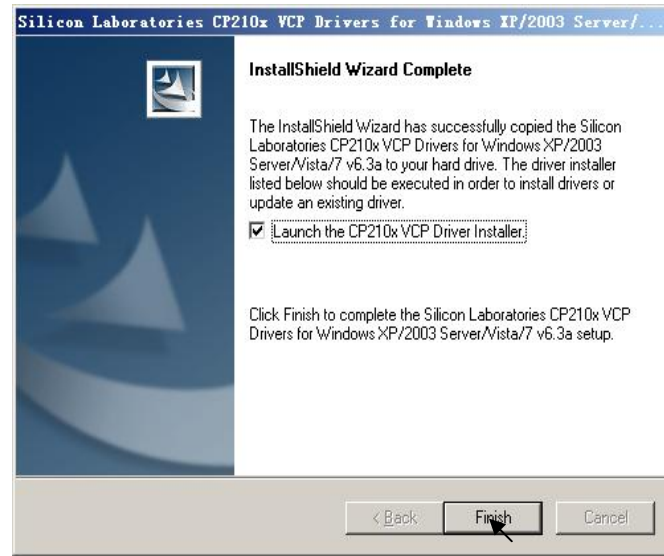 Silicon Laboratories CP210x VCP Drivers for Windows XP/2003 Server/...
InstallShield Wizard Complete
The InstallShield Wizard has successfully copied the Silicon
Laboratories CP210x VCP Drivers for Windows XP/2003
Server/Vista/7 v6.3a to your hard drive. The driver installer
listed below should be executed in order to install drivers or
update an existing driver.
Launch the CP210x VCP Driver Installer.
Click Finish to complete the Silicon Laboratories CP210x VCP
Drivers for Windows XP/2003 Server/Vista/7 v6.3a setup.
< Back
Finish
Cancel